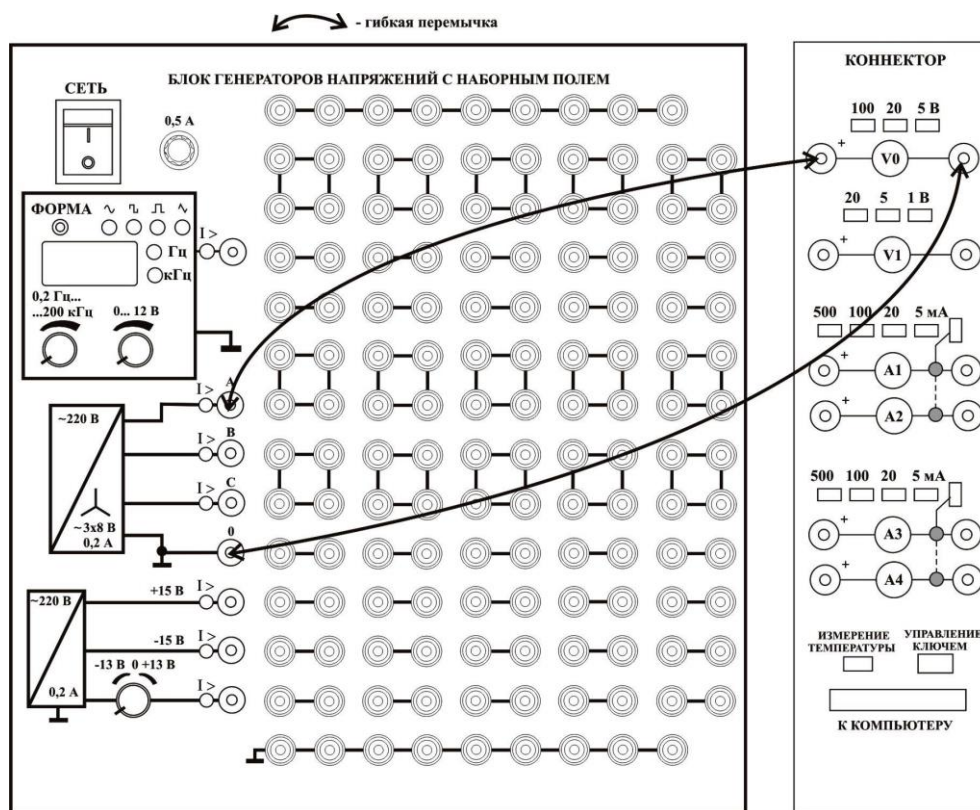 - гибкая перемычка
БЛОК ГЕНЕРАТОРОВ НАПРЯЖЕНИЙ С НАБОРНЫМ ПОЛЕМ
СЕТЬ
0,5 А
ФОРМА
Гц
кГц
I >
0,2 Гц...
...200 кГц
0... 12 В
~220 В
~3x8 В
0,2 А
I >
A
I >
B
I >
C
0
~220 В
0,2 А
+15 В
I >
-15 В
I >
-13 В 0 +13 В
I >
КОННЕКТОР
100 20 5 В
+
V0
20 5 1 В
+
V1
500 100 20 5 мА
+
A1
+
A2
500 100 20 5 мА
+
A3
+
A4
ИЗМЕРЕНИЕ
ТЕМПЕРАТУРЫ
УПРАВЛЕНИЕ
КЛЮЧЕМ
К КОМПЬЮТЕРУ